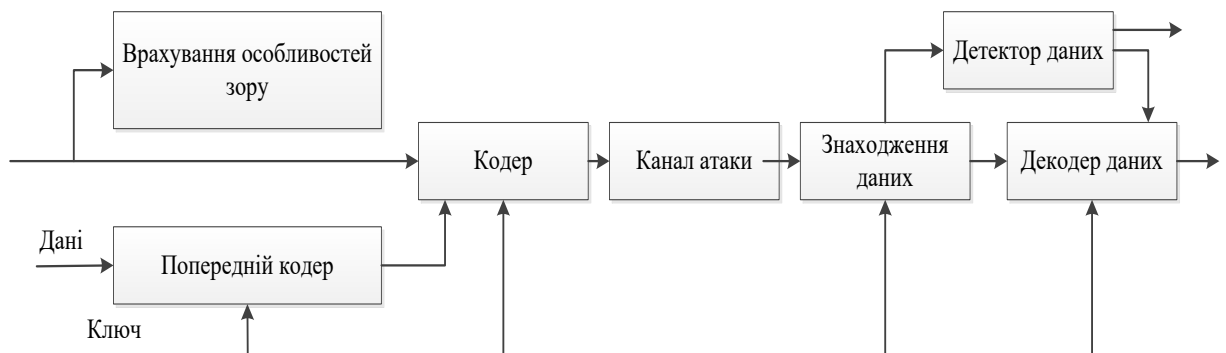 Врахування особливостей
зору
Детектор даних
Кодер
Канал атаки
Знаходження
даних
Декодер даних
Дані
Попередній кодер
Ключ